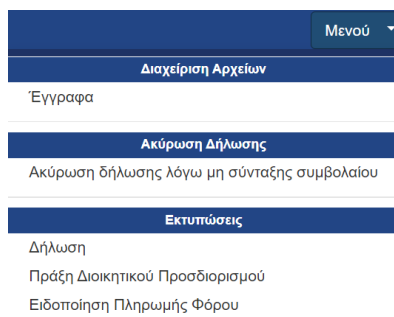 Μενού
Διαχείριση Αρχείων
Έγγραφα
Ακύρωση Δήλωσης
Ακύρωση δήλωσης λόγω μη σύνταξης συμβολαίου
Εκτυπώσεις
Δήλωση
Πράξη Διοικητικού Προσδιορισμού
Ειδοποίηση Πληρωμής Φόρου